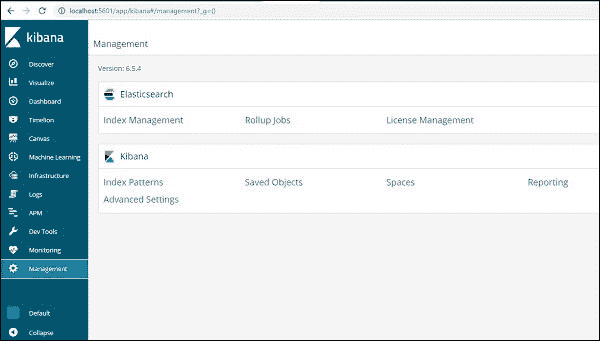 localhost:5601/app/kibana#/management?_g=()
kibana
Discover
Visualize
Dashboard
Timelion
Canvas
Machine Learning
Infrastructure
Logs
APM
Dev Tools
Monitoring
Management
Default
Collapse
Management
Version: 6.5.4
Elasticsearch
Index Management Rollup Jobs License Management
Kibana
Index Patterns Saved Objects Spaces Reporting
Advanced Settings